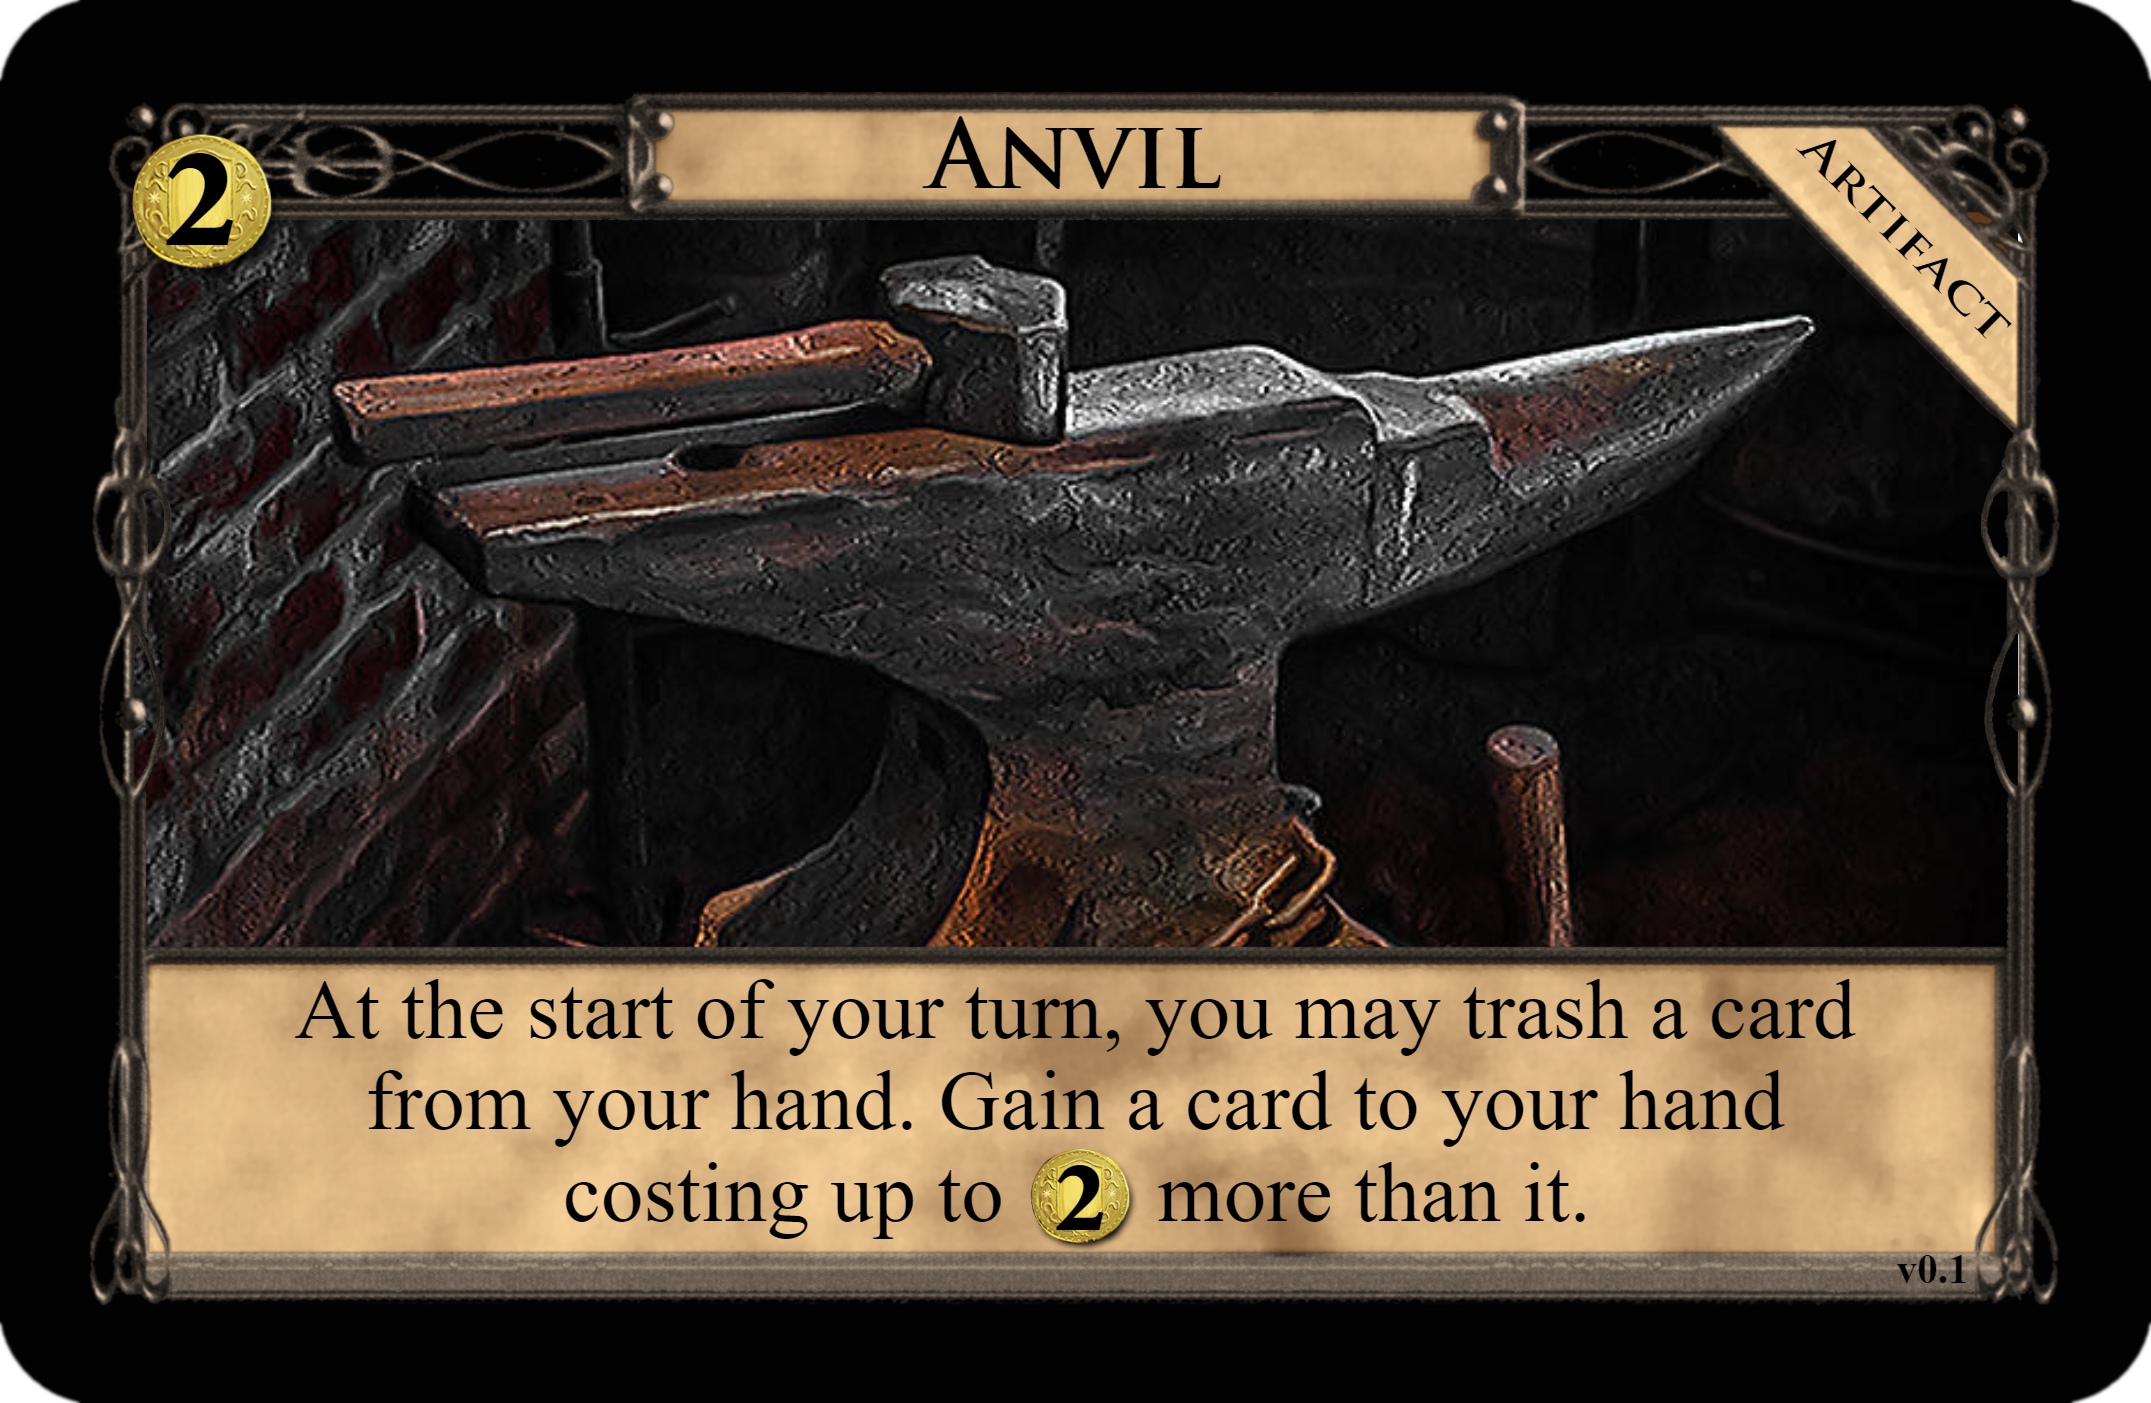 2
ANVIL
ARTIFACT
At the start of your turn, you may trash a card
from your hand. Gain a card to your hand
costing up to 2 more than it.
v0.1